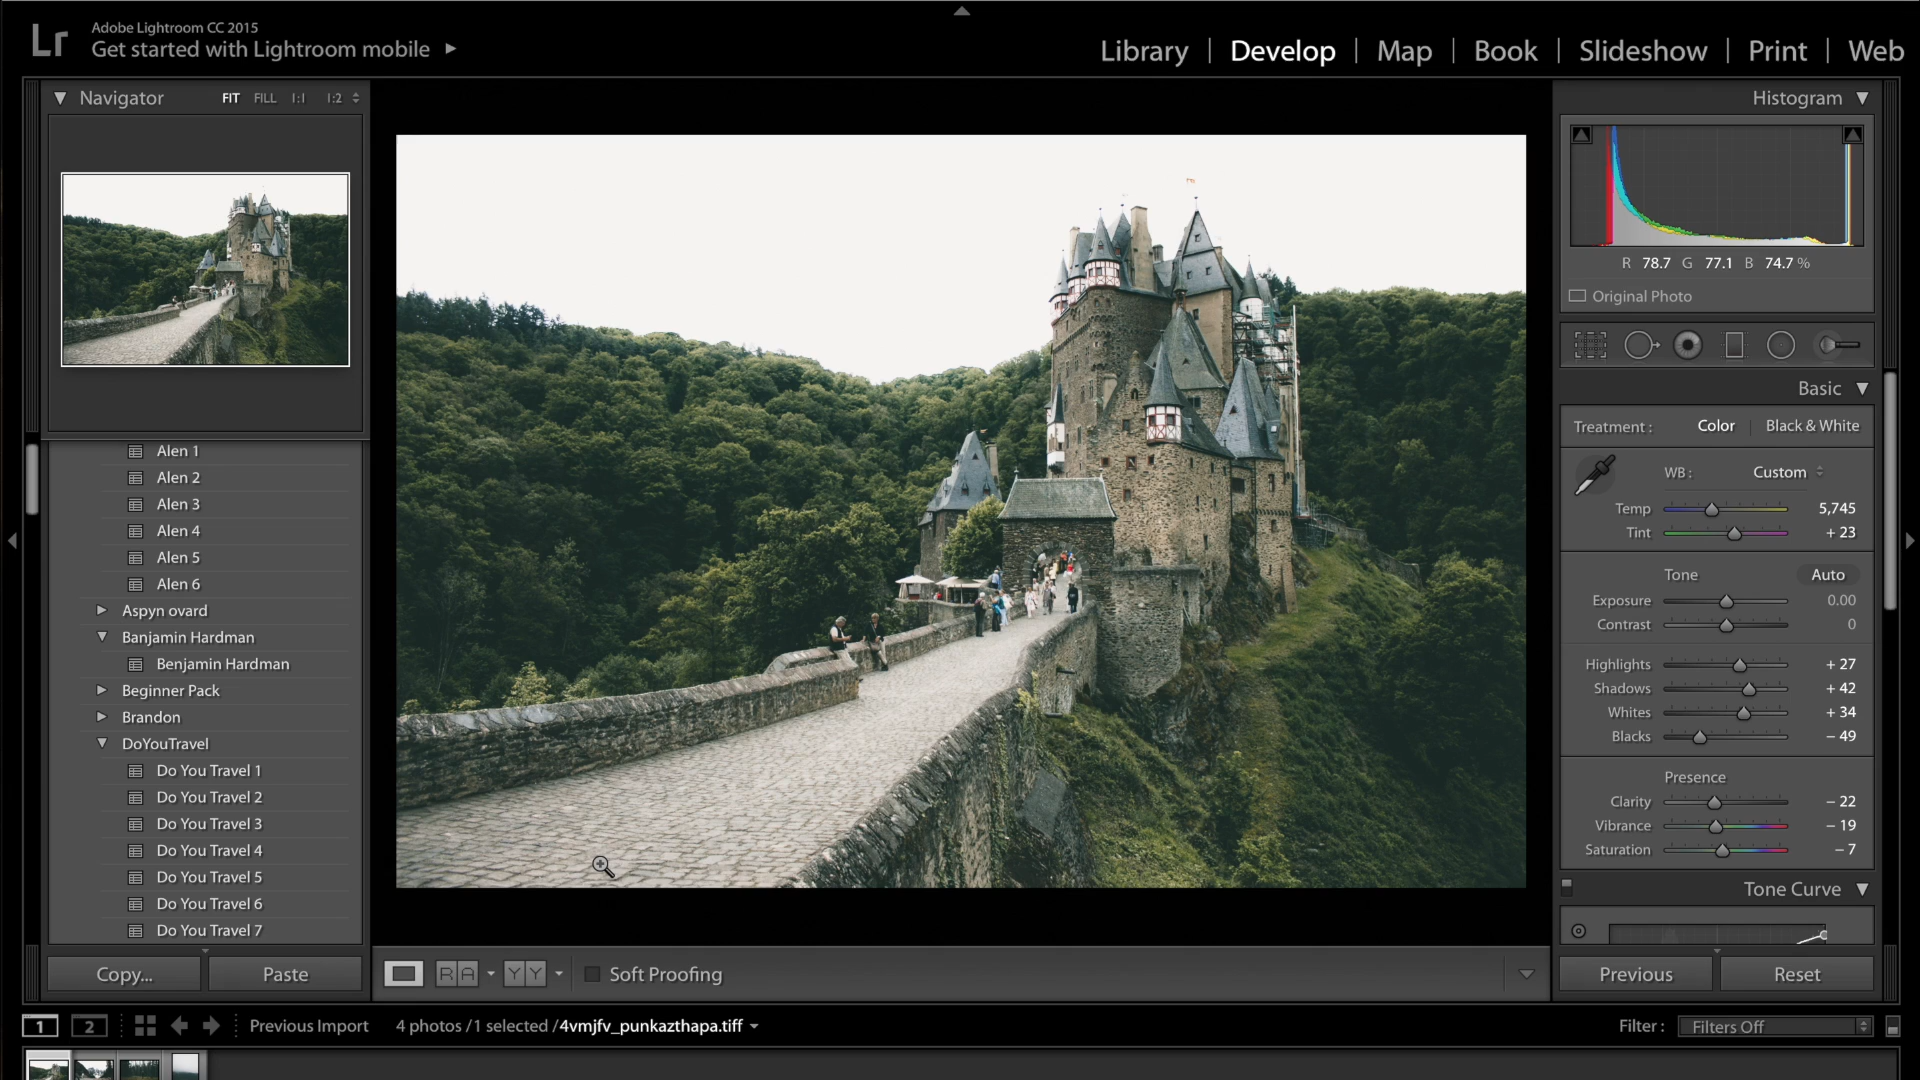 Lr
Adobe Lightroom CC 2015
Get started with Lightroom mobile
Library | Develop | Map | Book | Slideshow | Print | Web
Navigator
FIT FILL 1:1 1:2
Alen 1
Alen 2
Alen 3
Alen 4
Alen 5
Alen 6
Aspyn ovard
Banjamin Hardman
Benjamin Hardman
Beginner Pack
Brandon
DoYouTravel
Do You Travel 1
Do You Travel 2
Do You Travel 3
Do You Travel 4
Do You Travel 5
Do You Travel 6
Do You Travel 7
Copy... Paste
R A Y Y Soft Proofing
Histogram
R 78.7 G 77.1 B 74.7 %
Original Photo
Basic
Treatment : Color Black & White
WB : Custom
Temp 5,745
Tint + 23
Tone Auto
Exposure 0.00
Contrast 0
Highlights + 27
Shadows + 42
Whites + 34
Blacks − 49
Presence
Clarity − 22
Vibrance − 19
Saturation − 7
Tone Curve
Previous Reset
1 2 Previous Import 4 photos /1 selected /4vmjfv_punkazthapa.tiff
Filter : Filters Off